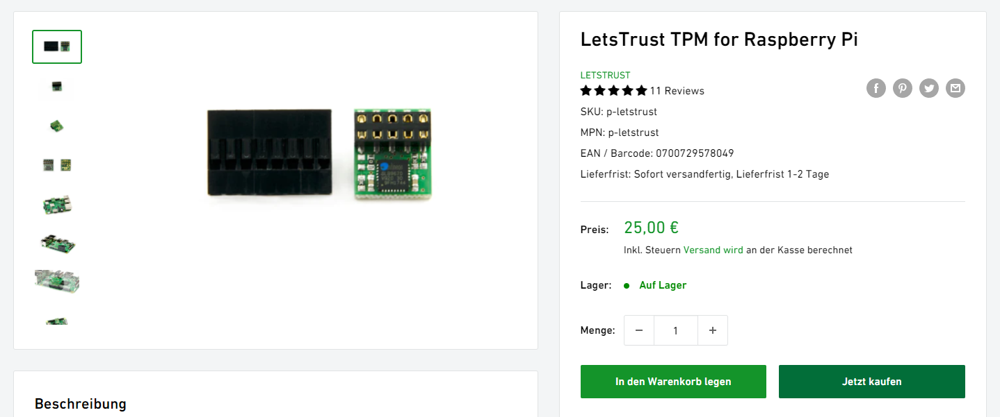 LetsTrust TPM for Raspberry Pi
LETSTRUST
11 Reviews
SKU: p-letstrust
MPN: p-letstrust
EAN / Barcode: 0700729578049
Lieferfrist: Sofort versandfertig, Lieferfrist 1-2 Tage
Preis: 25,00 €
Inkl. Steuern Versand wird an der Kasse berechnet
Lager: Auf Lager
Menge: − 1 +
In den Warenkorb legen Jetzt kaufen
Beschreibung